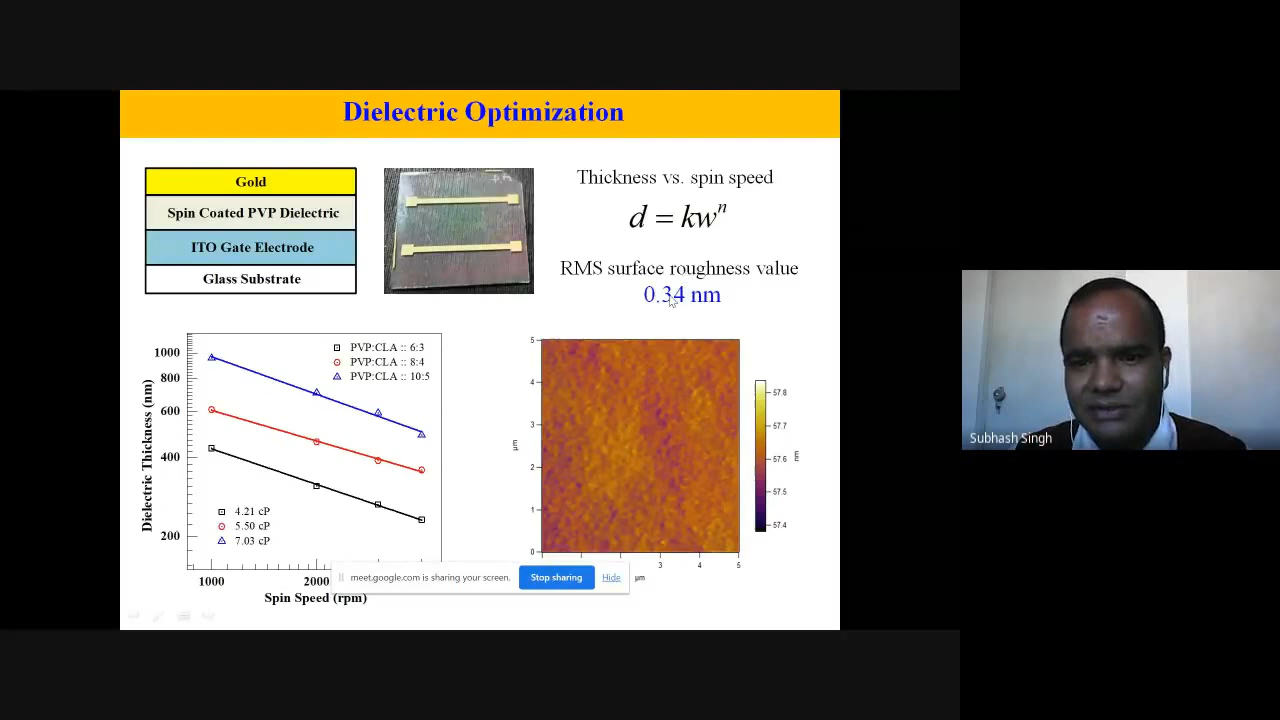 Dielectric Optimization
Gold
Spin Coated PVP Dielectric
ITO Gate Electrode
Glass Substrate
Thickness vs. spin speed
d = kwⁿ
RMS surface roughness value
0.34 nm
Dielectric Thickness (nm)
1000
800
600
400
200
PVP:CLA :: 6:3
PVP:CLA :: 8:4
PVP:CLA :: 10:5
4.21 cP
5.50 cP
7.03 cP
1000
2000
Spin Speed (rpm)
5
4
3
2
1
0
μm
3
4
5
μm
57.8
57.7
57.6
57.5
57.4
nm
meet.google.com is sharing your screen.
Stop sharing
Hide
Subhash Singh